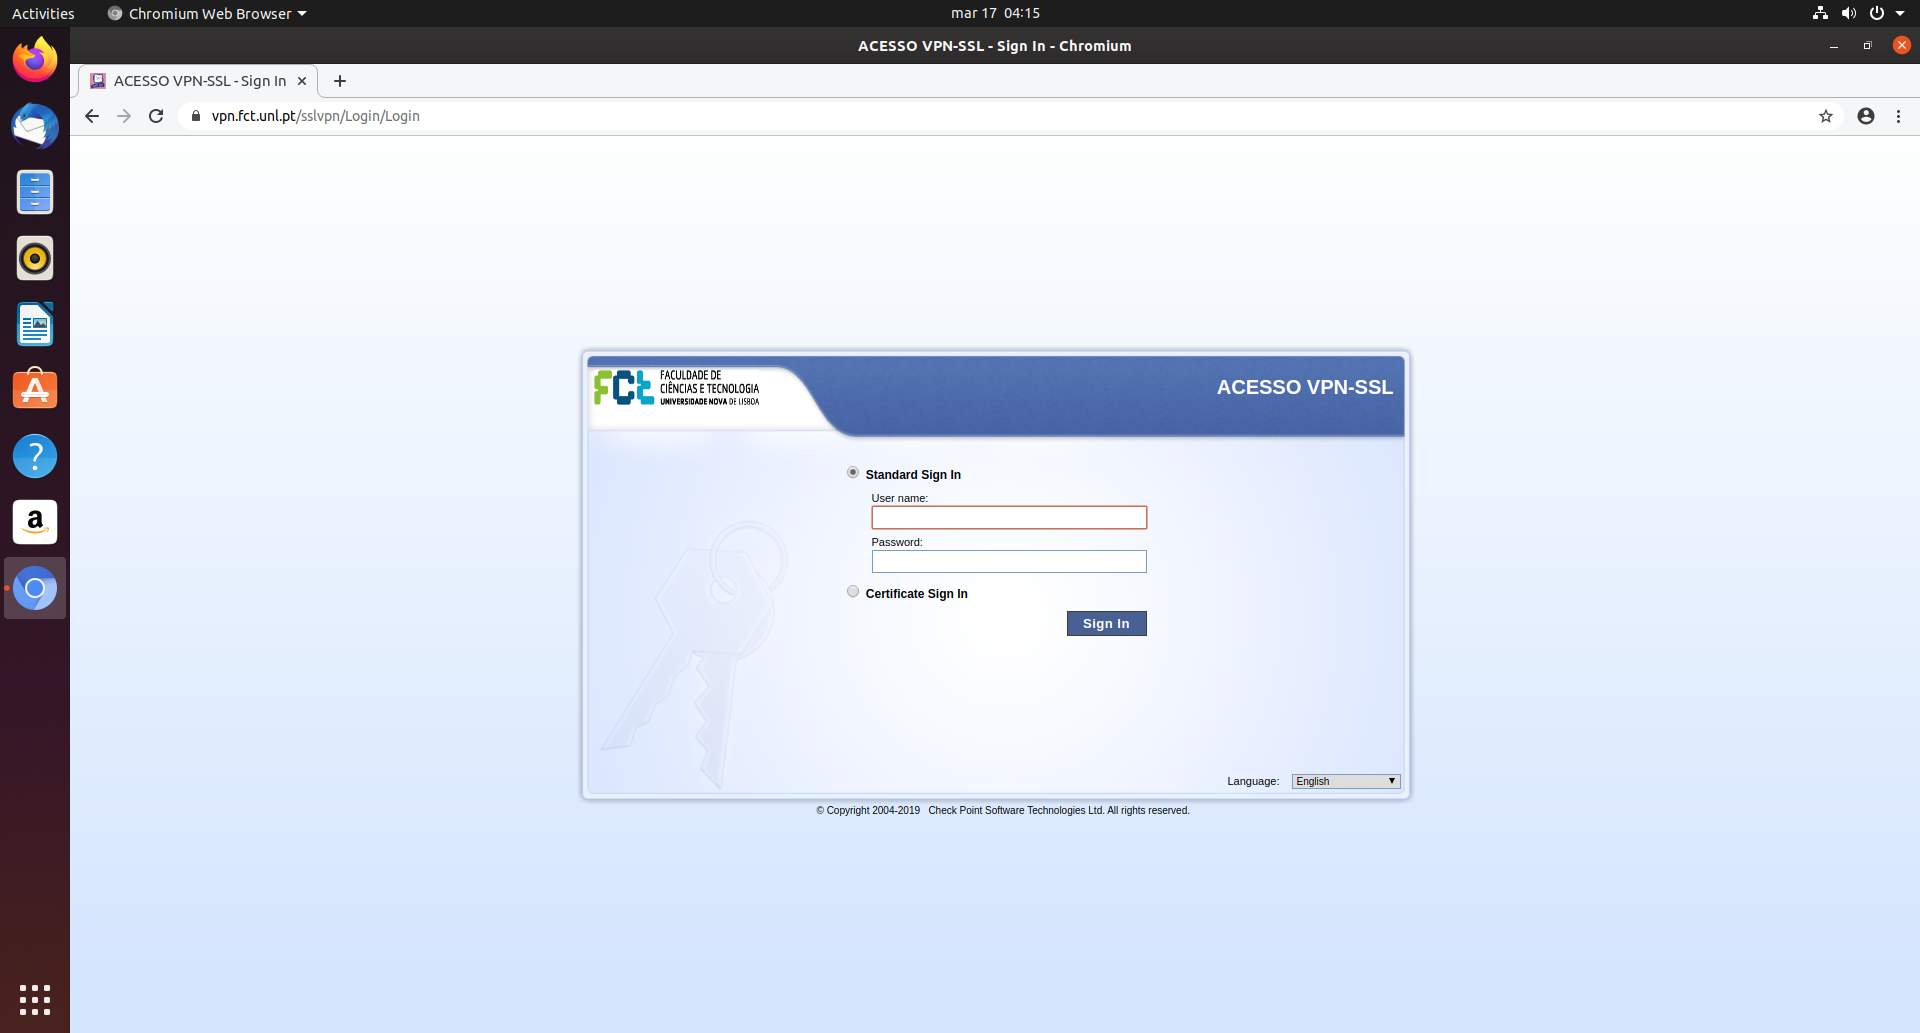 Activities
Chromium Web Browser
mar 17 04:15
ACESSO VPN-SSL - Sign In - Chromium
ACESSO VPN-SSL - Sign In
vpn.fct.unl.pt/sslvpn/Login/Login
FCt
FACULDADE DE
CIÊNCIAS E TECNOLOGIA
UNIVERSIDADE NOVA DE LISBOA
ACESSO VPN-SSL
Standard Sign In
User name:
Password:
Certificate Sign In
Sign In
Language:
English
© Copyright 2004-2019 Check Point Software Technologies Ltd. All rights reserved.